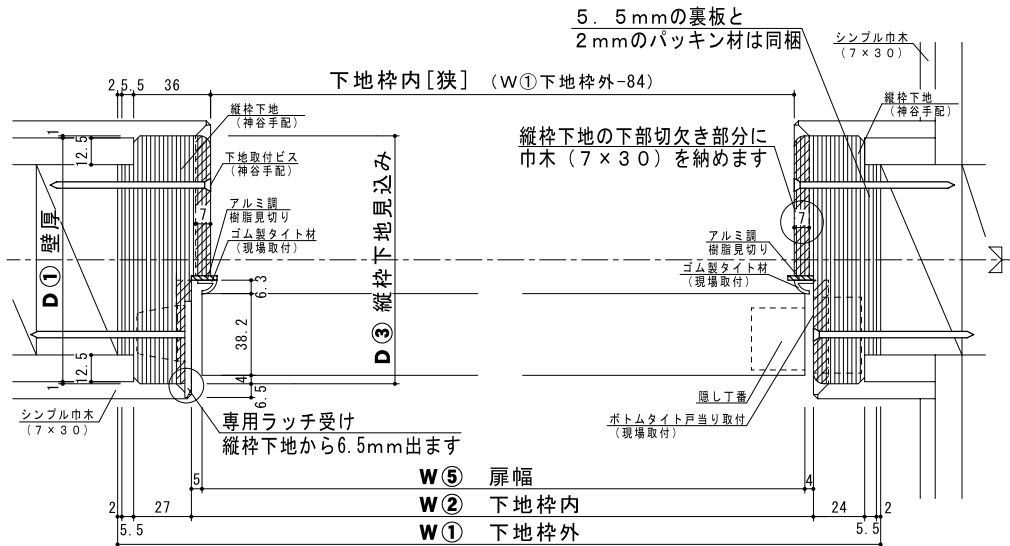 5．5mmの裏板と
2mmのパッキン材は同梱
シンプル巾木
（7×30）
2
5.5
36
下地枠内[狭]（W①下地枠外-84）
縦枠下地
（神谷手配）
縦枠下地
（神谷手配）
1
12.5
縦枠下地の下部切欠き部分に
巾木（7×30）を納めます
下地取付ビス
（神谷手配）
7
7
アルミ調
樹脂見切り
ゴム製タイト材
（現場取付）
アルミ調
樹脂見切り
ゴム製タイト材
（現場取付）
D① 壁厚
D③ 縦枠下地見込み
6.3
38.2
12.5
1
4
6.5
シンプル巾木
（7×30）
専用ラッチ受け
縦枠下地から6.5mm出ます
隠し丁番
ボトムタイト戸当り取付
（現場取付）
5
W⑤ 扉幅
4
2
27
W② 下地枠内
24
2
5.5
W① 下地枠外
5.5